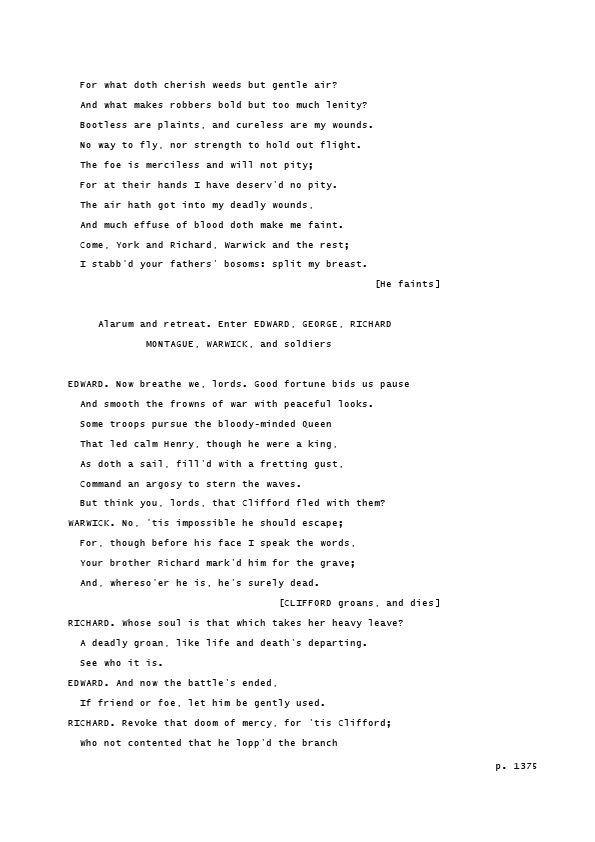 For what doth cherish weeds but gentle air?
And what makes robbers bold but too much lenity?
Bootless are plaints, and cureless are my wounds.
No way to fly, nor strength to hold out flight.
The foe is merciless and will not pity;
For at their hands I have deserv'd no pity.
The air hath got into my deadly wounds,
And much effuse of blood doth make me faint.
Come, York and Richard, Warwick and the rest;
I stabb'd your fathers' bosoms: split my breast.
[He faints]
Alarum and retreat. Enter EDWARD, GEORGE, RICHARD
MONTAGUE, WARWICK, and soldiers
EDWARD. Now breathe we, lords. Good fortune bids us pause
And smooth the frowns of war with peaceful looks.
Some troops pursue the bloody-minded Queen
That led calm Henry, though he were a king,
As doth a sail, fill'd with a fretting gust,
Command an argosy to stern the waves.
But think you, lords, that Clifford fled with them?
WARWICK. No, 'tis impossible he should escape;
For, though before his face I speak the words,
Your brother Richard mark'd him for the grave;
And, whereso'er he is, he's surely dead.
[CLIFFORD groans, and dies]
RICHARD. Whose soul is that which takes her heavy leave?
A deadly groan, like life and death's departing.
See who it is.
EDWARD. And now the battle's ended,
If friend or foe, let him be gently used.
RICHARD. Revoke that doom of mercy, for 'tis Clifford;
Who not contented that he lopp'd the branch
p. 1375